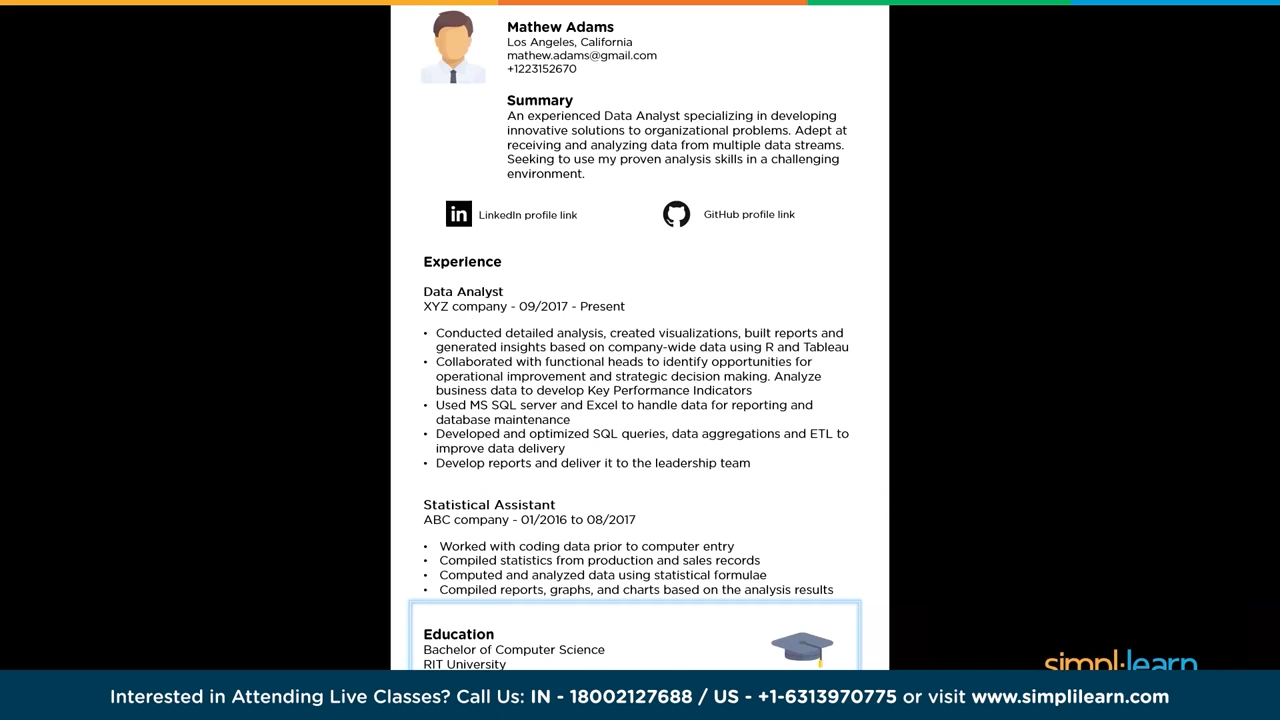 Mathew Adams
Los Angeles, California
mathew.adams@gmail.com
+1223152670
Summary
An experienced Data Analyst specializing in developing
innovative solutions to organizational problems. Adept at
receiving and analyzing data from multiple data streams.
Seeking to use my proven analysis skills in a challenging
environment.
in LinkedIn profile link
GitHub profile link
Experience
Data Analyst
XYZ company - 09/2017 - Present
• Conducted detailed analysis, created visualizations, built reports and
generated insights based on company-wide data using R and Tableau
• Collaborated with functional heads to identify opportunities for
operational improvement and strategic decision making. Analyze
business data to develop Key Performance Indicators
• Used MS SQL server and Excel to handle data for reporting and
database maintenance
• Developed and optimized SQL queries, data aggregations and ETL to
improve data delivery
• Develop reports and deliver it to the leadership team
Statistical Assistant
ABC company - 01/2016 to 08/2017
• Worked with coding data prior to computer entry
• Compiled statistics from production and sales records
• Computed and analyzed data using statistical formulae
• Compiled reports, graphs, and charts based on the analysis results
Education
Bachelor of Computer Science
RIT University
simplilearn
Interested in Attending Live Classes? Call Us: IN - 18002127688 / US - +1-6313970775 or visit www.simplilearn.com